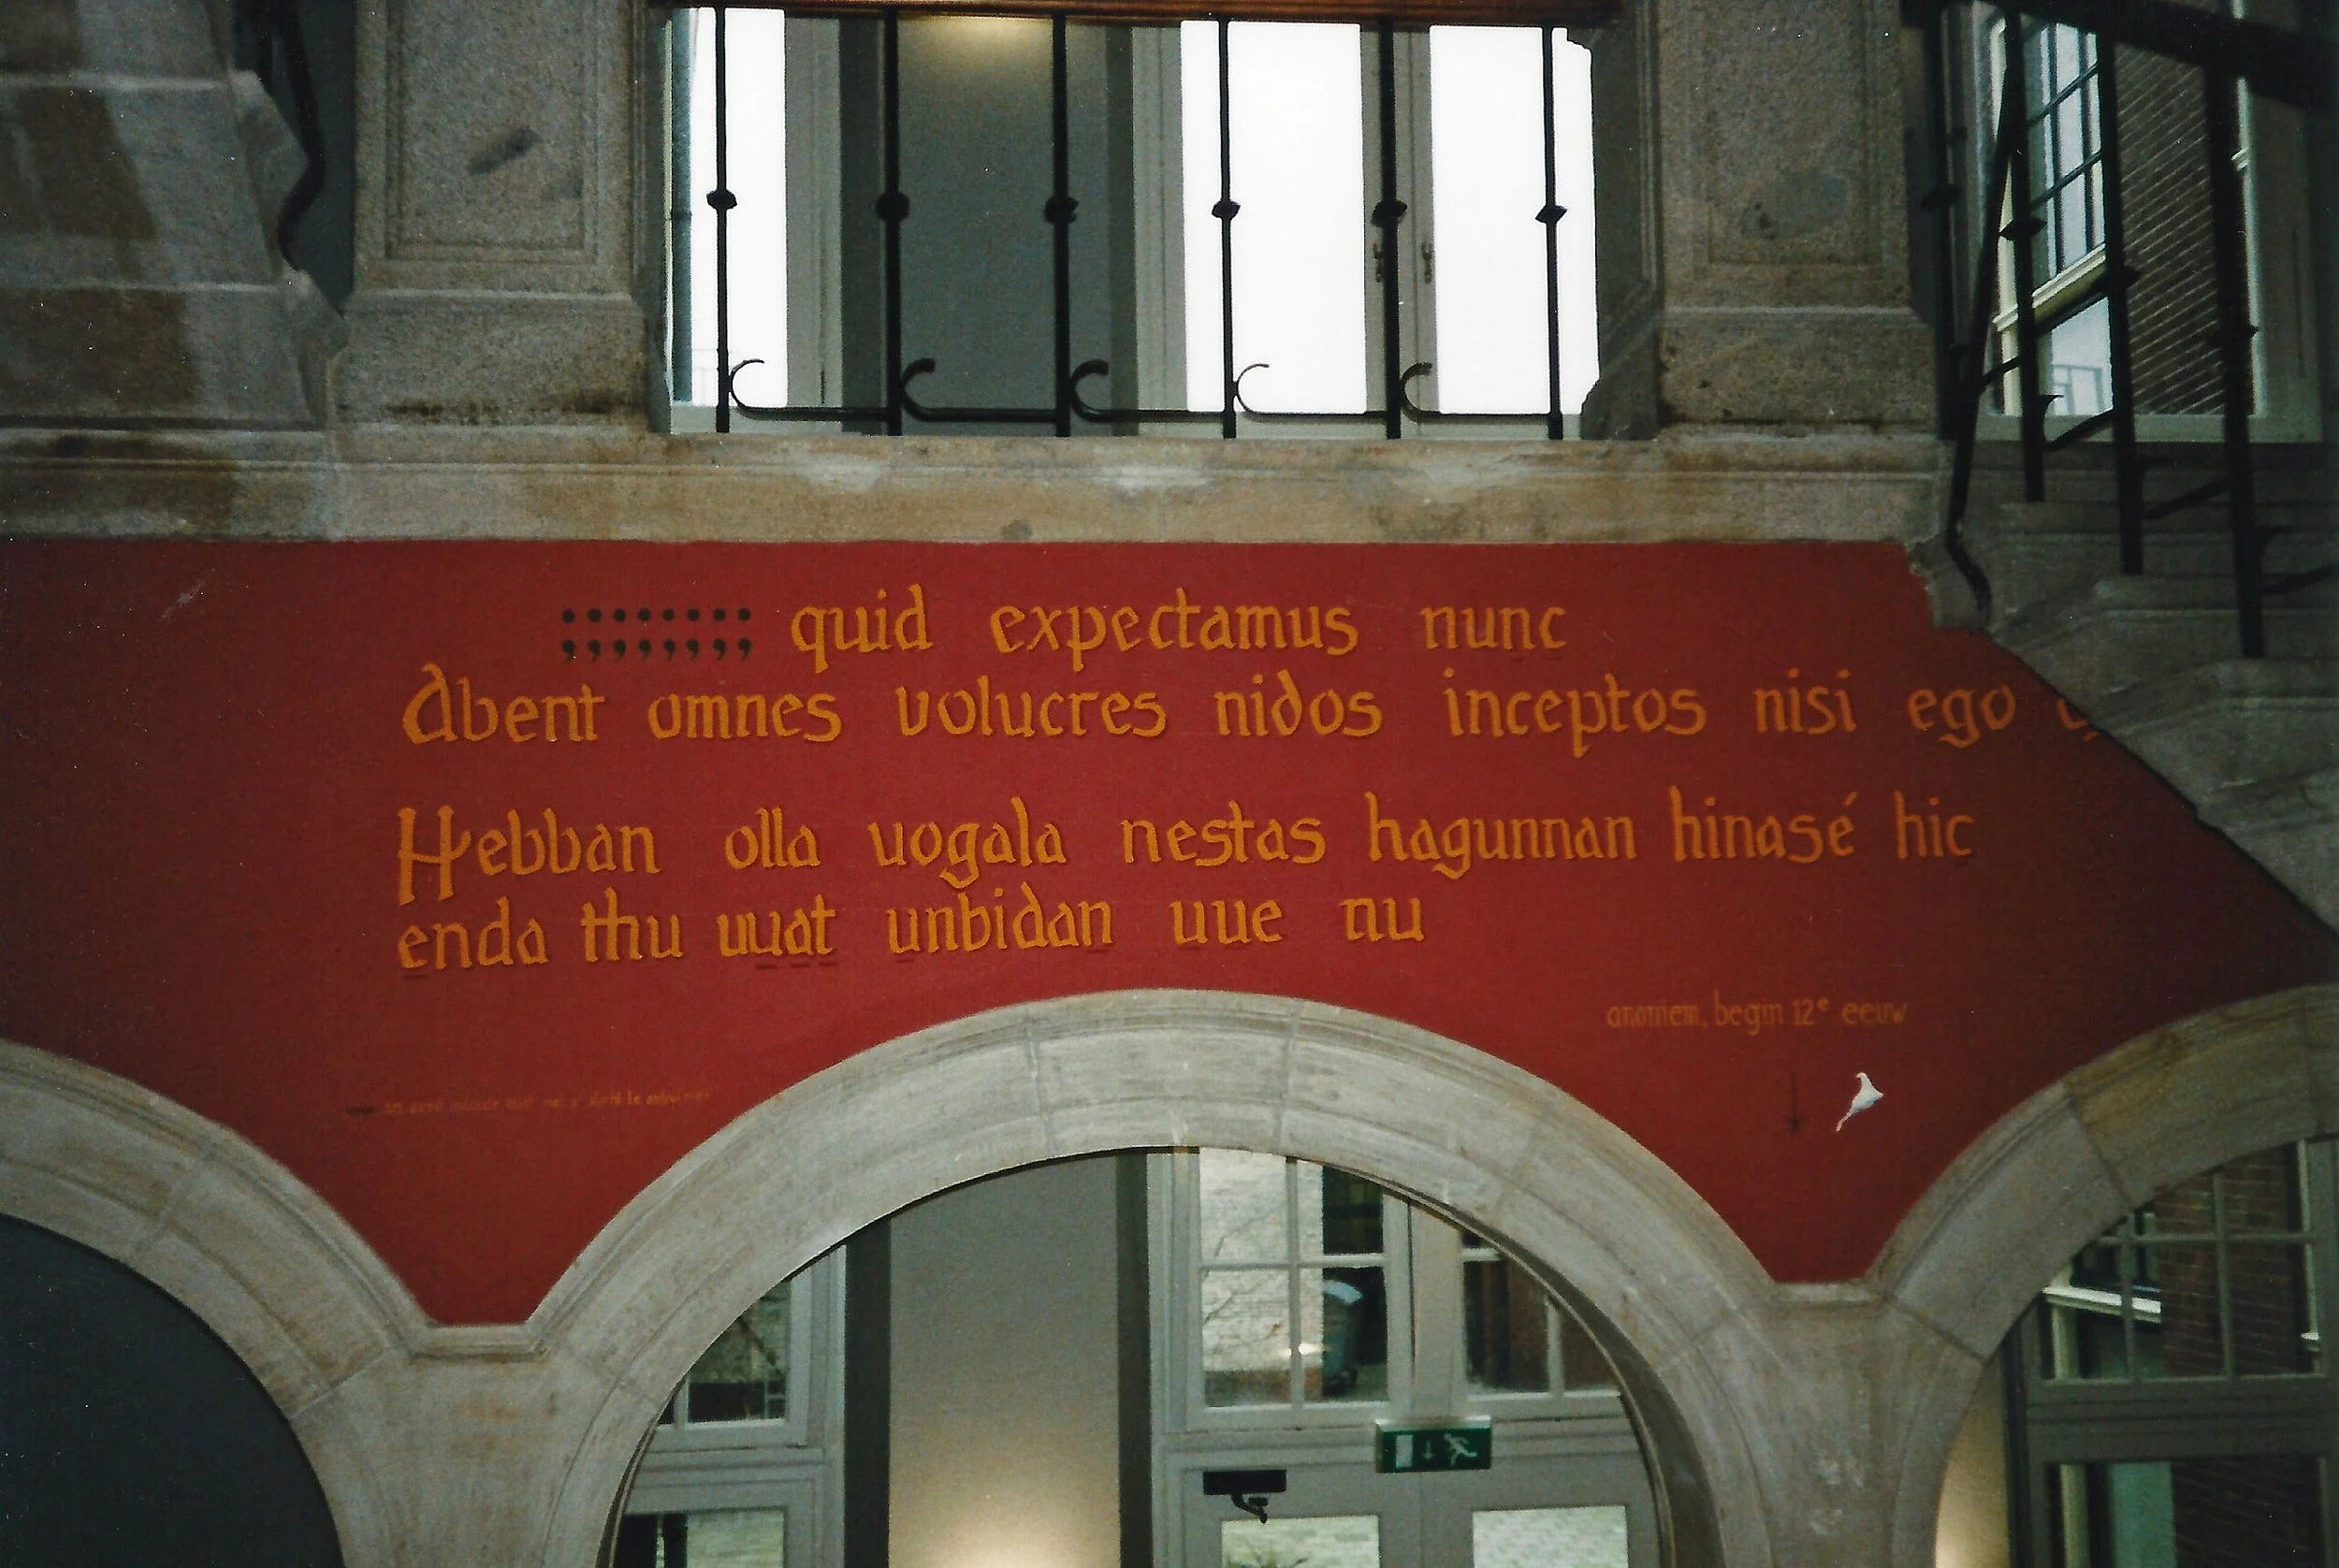 quid expectamus nunc
Abent omnes volucres nidos inceptos nisi ego
Hebban olla uogala nestas hagunnan hinasé hic
enda thu uuat unbidan uue nu
anoniem, begin 12e eeuw